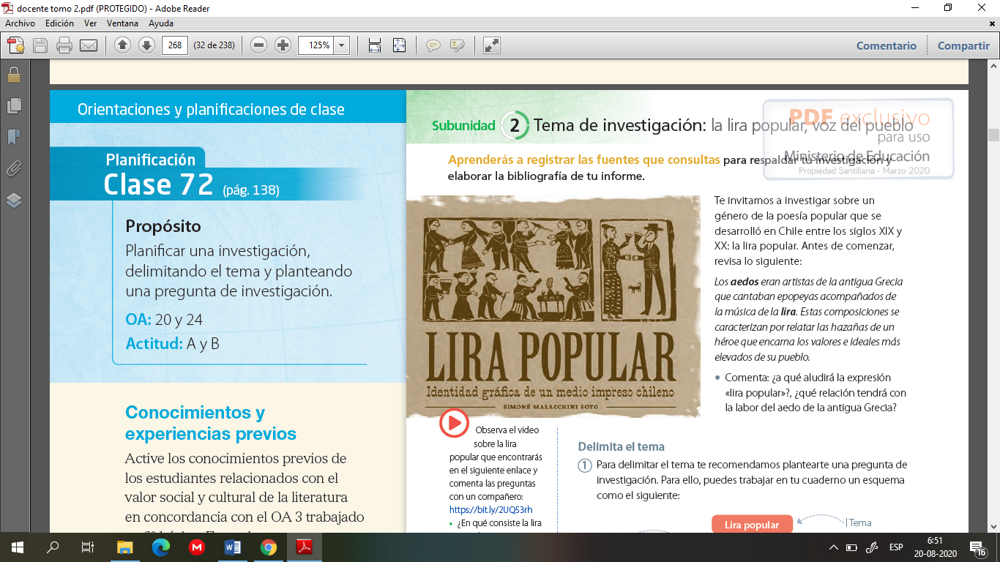 docente tomo 2.pdf (PROTEGIDO) - Adobe Reader
Archivo Edición Ver Ventana Ayuda
268 (32 de 238) 125% Comentario Compartir
Orientaciones y planificaciones de clase
Planificación
Clase 72 (pág. 138)
Propósito
Planificar una investigación,
delimitando el tema y planteando
una pregunta de investigación.
OA: 20 y 24
Actitud: A y B
Conocimientos y
experiencias previos
Active los conocimientos previos de
los estudiantes relacionados con el
valor social y cultural de la literatura
en concordancia con el OA 3 trabajado
Subunidad 2 Tema de investigación: la lira popular, voz del pueblo
PDF exclusivo
para uso
Ministerio de Educación
Propiedad Santillana - Marzo 2020
Aprenderás a registrar las fuentes que consultas para respaldar tu investigación y
elaborar la bibliografía de tu informe.
LIRA POPULAR
Identidad gráfica de un medio impreso chileno
SIMONÉ MALACCHINI SOTO
Te invitamos a investigar sobre un
género de la poesía popular que se
desarrolló en Chile entre los siglos XIX y
XX: la lira popular. Antes de comenzar,
revisa lo siguiente:
Los aedos eran artistas de la antigua Grecia
que cantaban epopeyas acompañados de
la música de la lira. Estas composiciones se
caracterizan por relatar las hazañas de un
héroe que encarna los valores e ideales más
elevados de su pueblo.
• Comenta: ¿a qué aludirá la expresión
«lira popular»?, ¿qué relación tendrá con
la labor del aedo de la antigua Grecia?
Observa el video
sobre la lira
popular que encontrarás
en el siguiente enlace y
comenta las preguntas
con un compañero:
https://bit.ly/2UQ53rh
• ¿En qué consiste la lira
Delimita el tema
1 Para delimitar el tema te recomendamos plantearte una pregunta de
investigación. Para ello, puedes trabajar en tu cuaderno un esquema
como el siguiente:
Lira popular Tema
ESP 6:51
20-08-2020 16